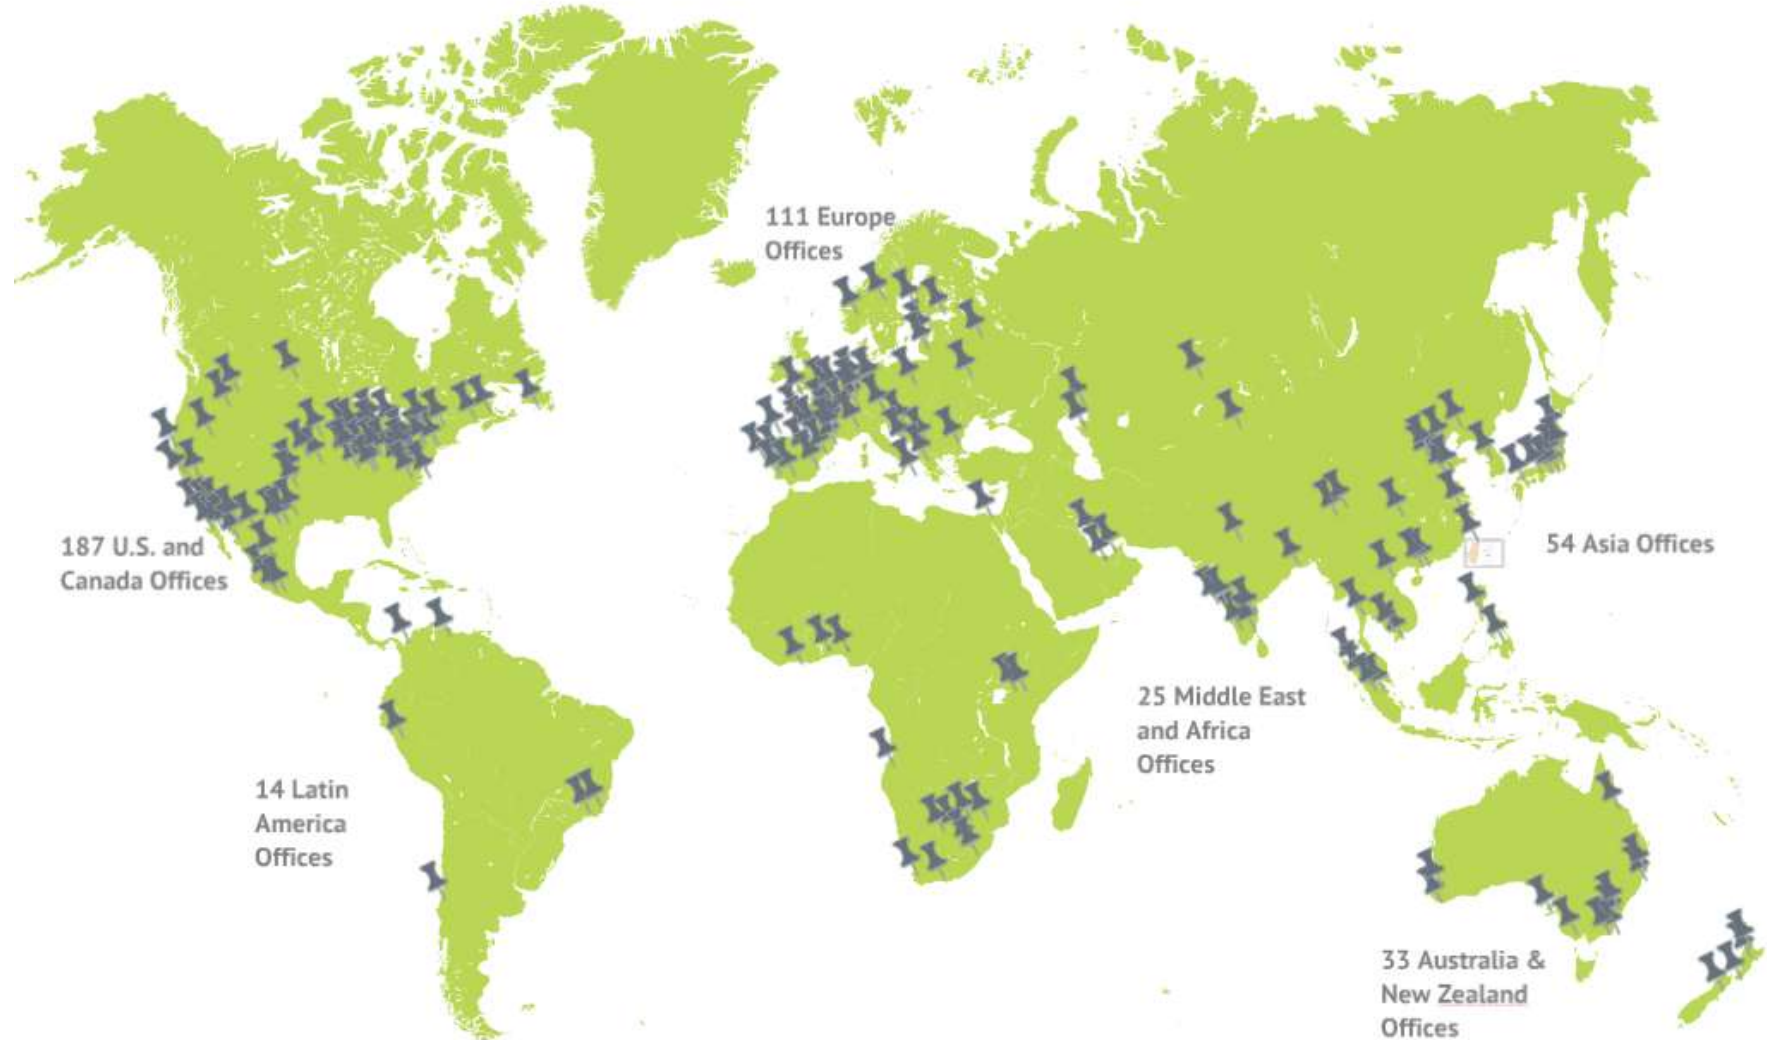 111 Europe
Offices
187 U.S. and
Canada Offices
54 Asia Offices
25 Middle East
and Africa
Offices
14 Latin
America
Offices
33 Australia &
New Zealand
Offices